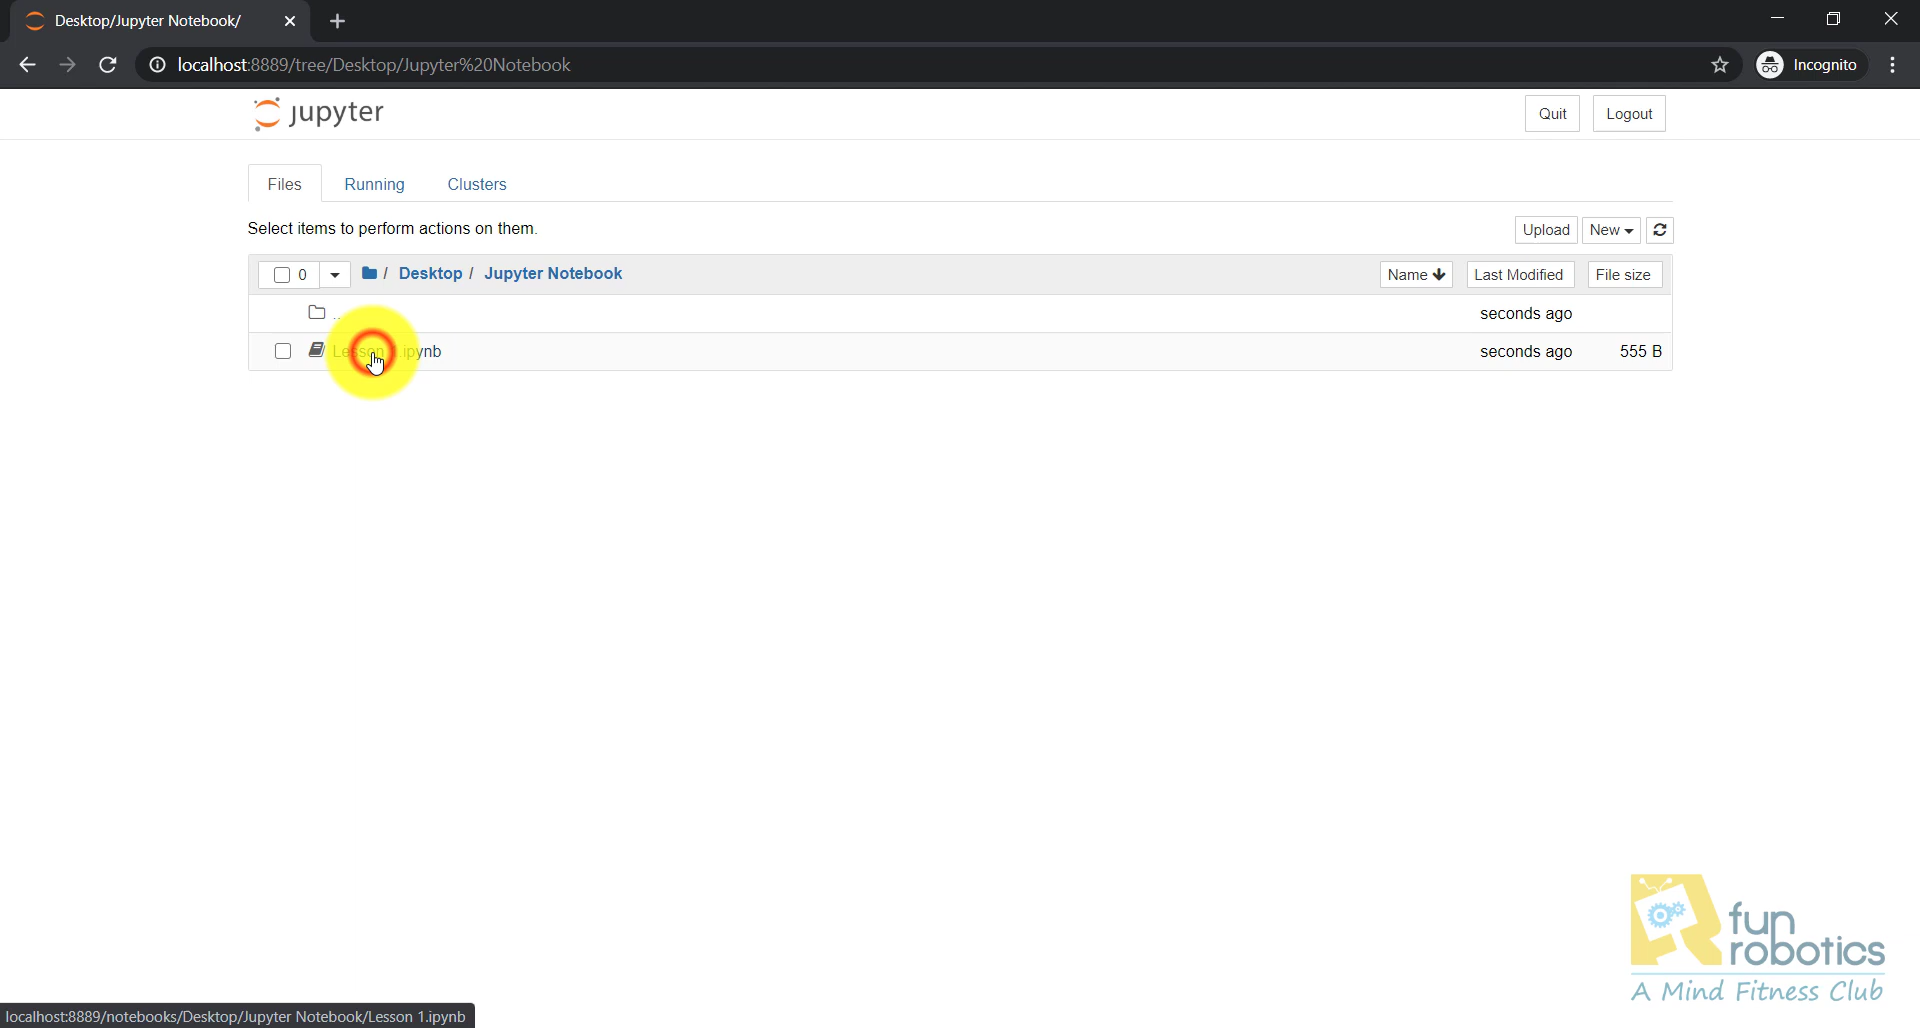 Desktop/Jupyter Notebook/
localhost:8889/tree/Desktop/Jupyter%20Notebook
Incognito
jupyter
Quit
Logout
Files
Running
Clusters
Select items to perform actions on them.
Upload
New
0
/ Desktop / Jupyter Notebook
Name
Last Modified
File size
..
seconds ago
Lesson 1.ipynb
seconds ago
555 B
fun
robotics
A Mind Fitness Club
localhost:8889/notebooks/Desktop/Jupyter Notebook/Lesson 1.ipynb